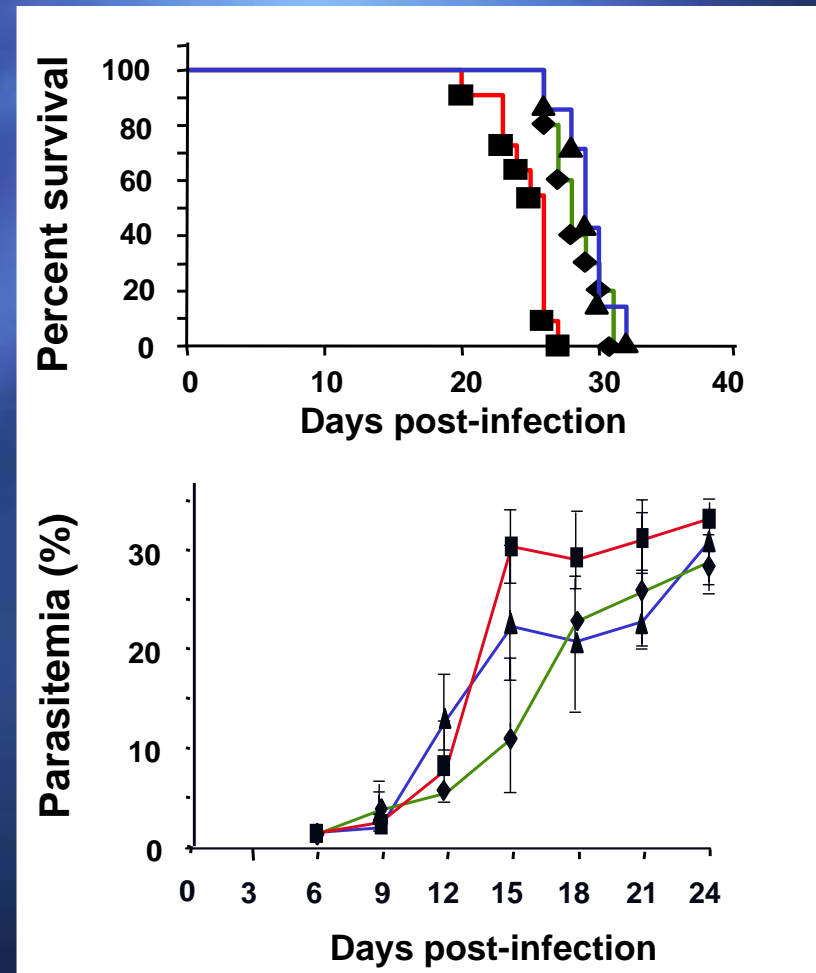 Percent survival
100
80
60
40
20
0
0 10 20 30 40
Days post-infection
Parasitemia (%)
30
20
10
0
0 3 6 9 12 15 18 21 24
Days post-infection